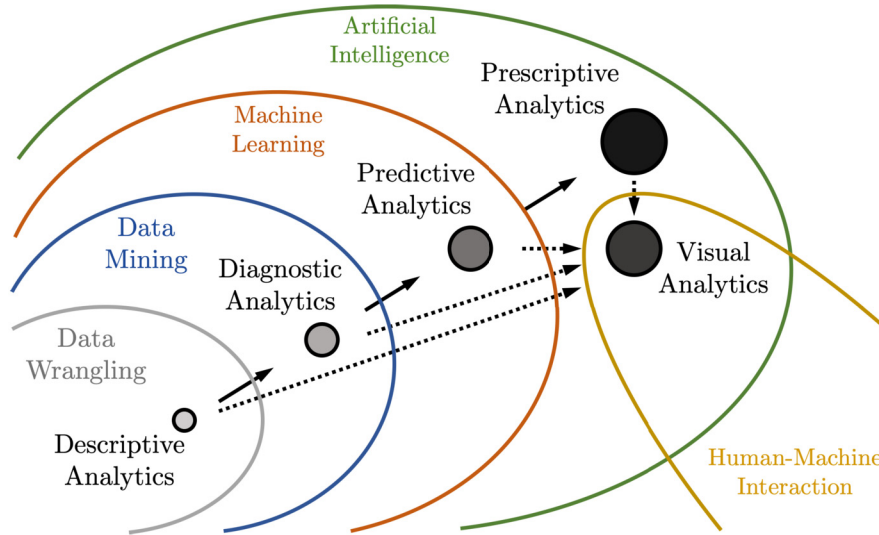 Artificial
Intelligence
Prescriptive
Analytics
Machine
Learning
Predictive
Analytics
Data
Mining
Diagnostic
Analytics
Visual
Analytics
Data
Wrangling
Descriptive
Analytics
Human-Machine
Interaction